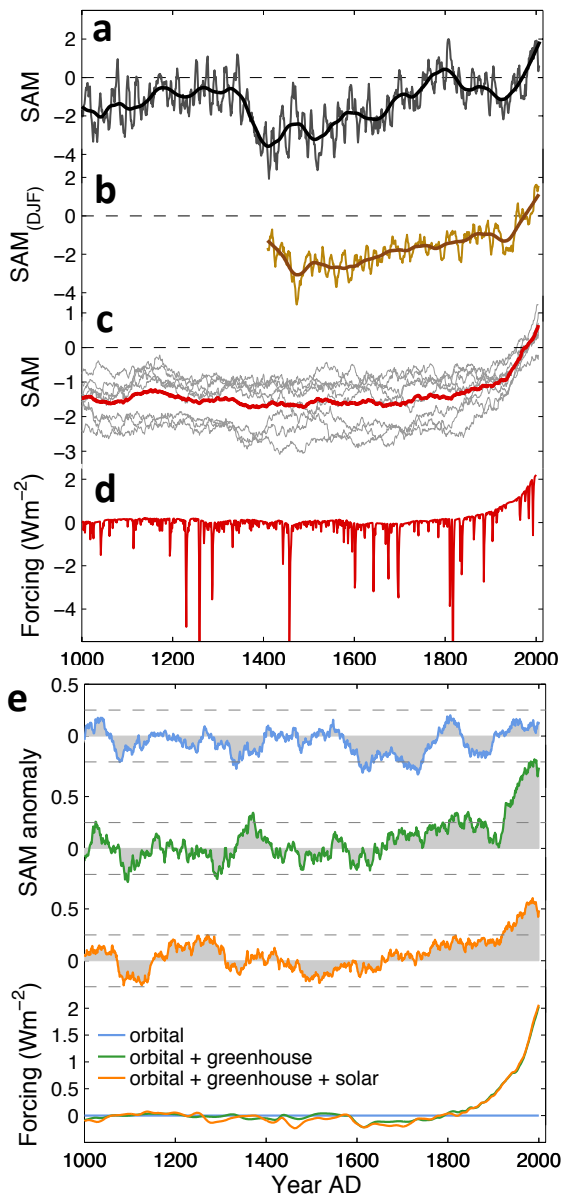 a
2
0
−2
−4
SAM
b
2
0
−2
−4
SAM(DJF)
c
1
0
−1
−2
−3
SAM
d
2
0
−2
−4
Forcing (Wm−2)
1000 1200 1400 1600 1800 2000
e
0.5
0
SAM anomaly
0.5
0
0.5
0
2
1.5
1
0.5
0
Forcing (Wm−2)
orbital
orbital + greenhouse
orbital + greenhouse + solar
1000 1200 1400 1600 1800 2000
Year AD